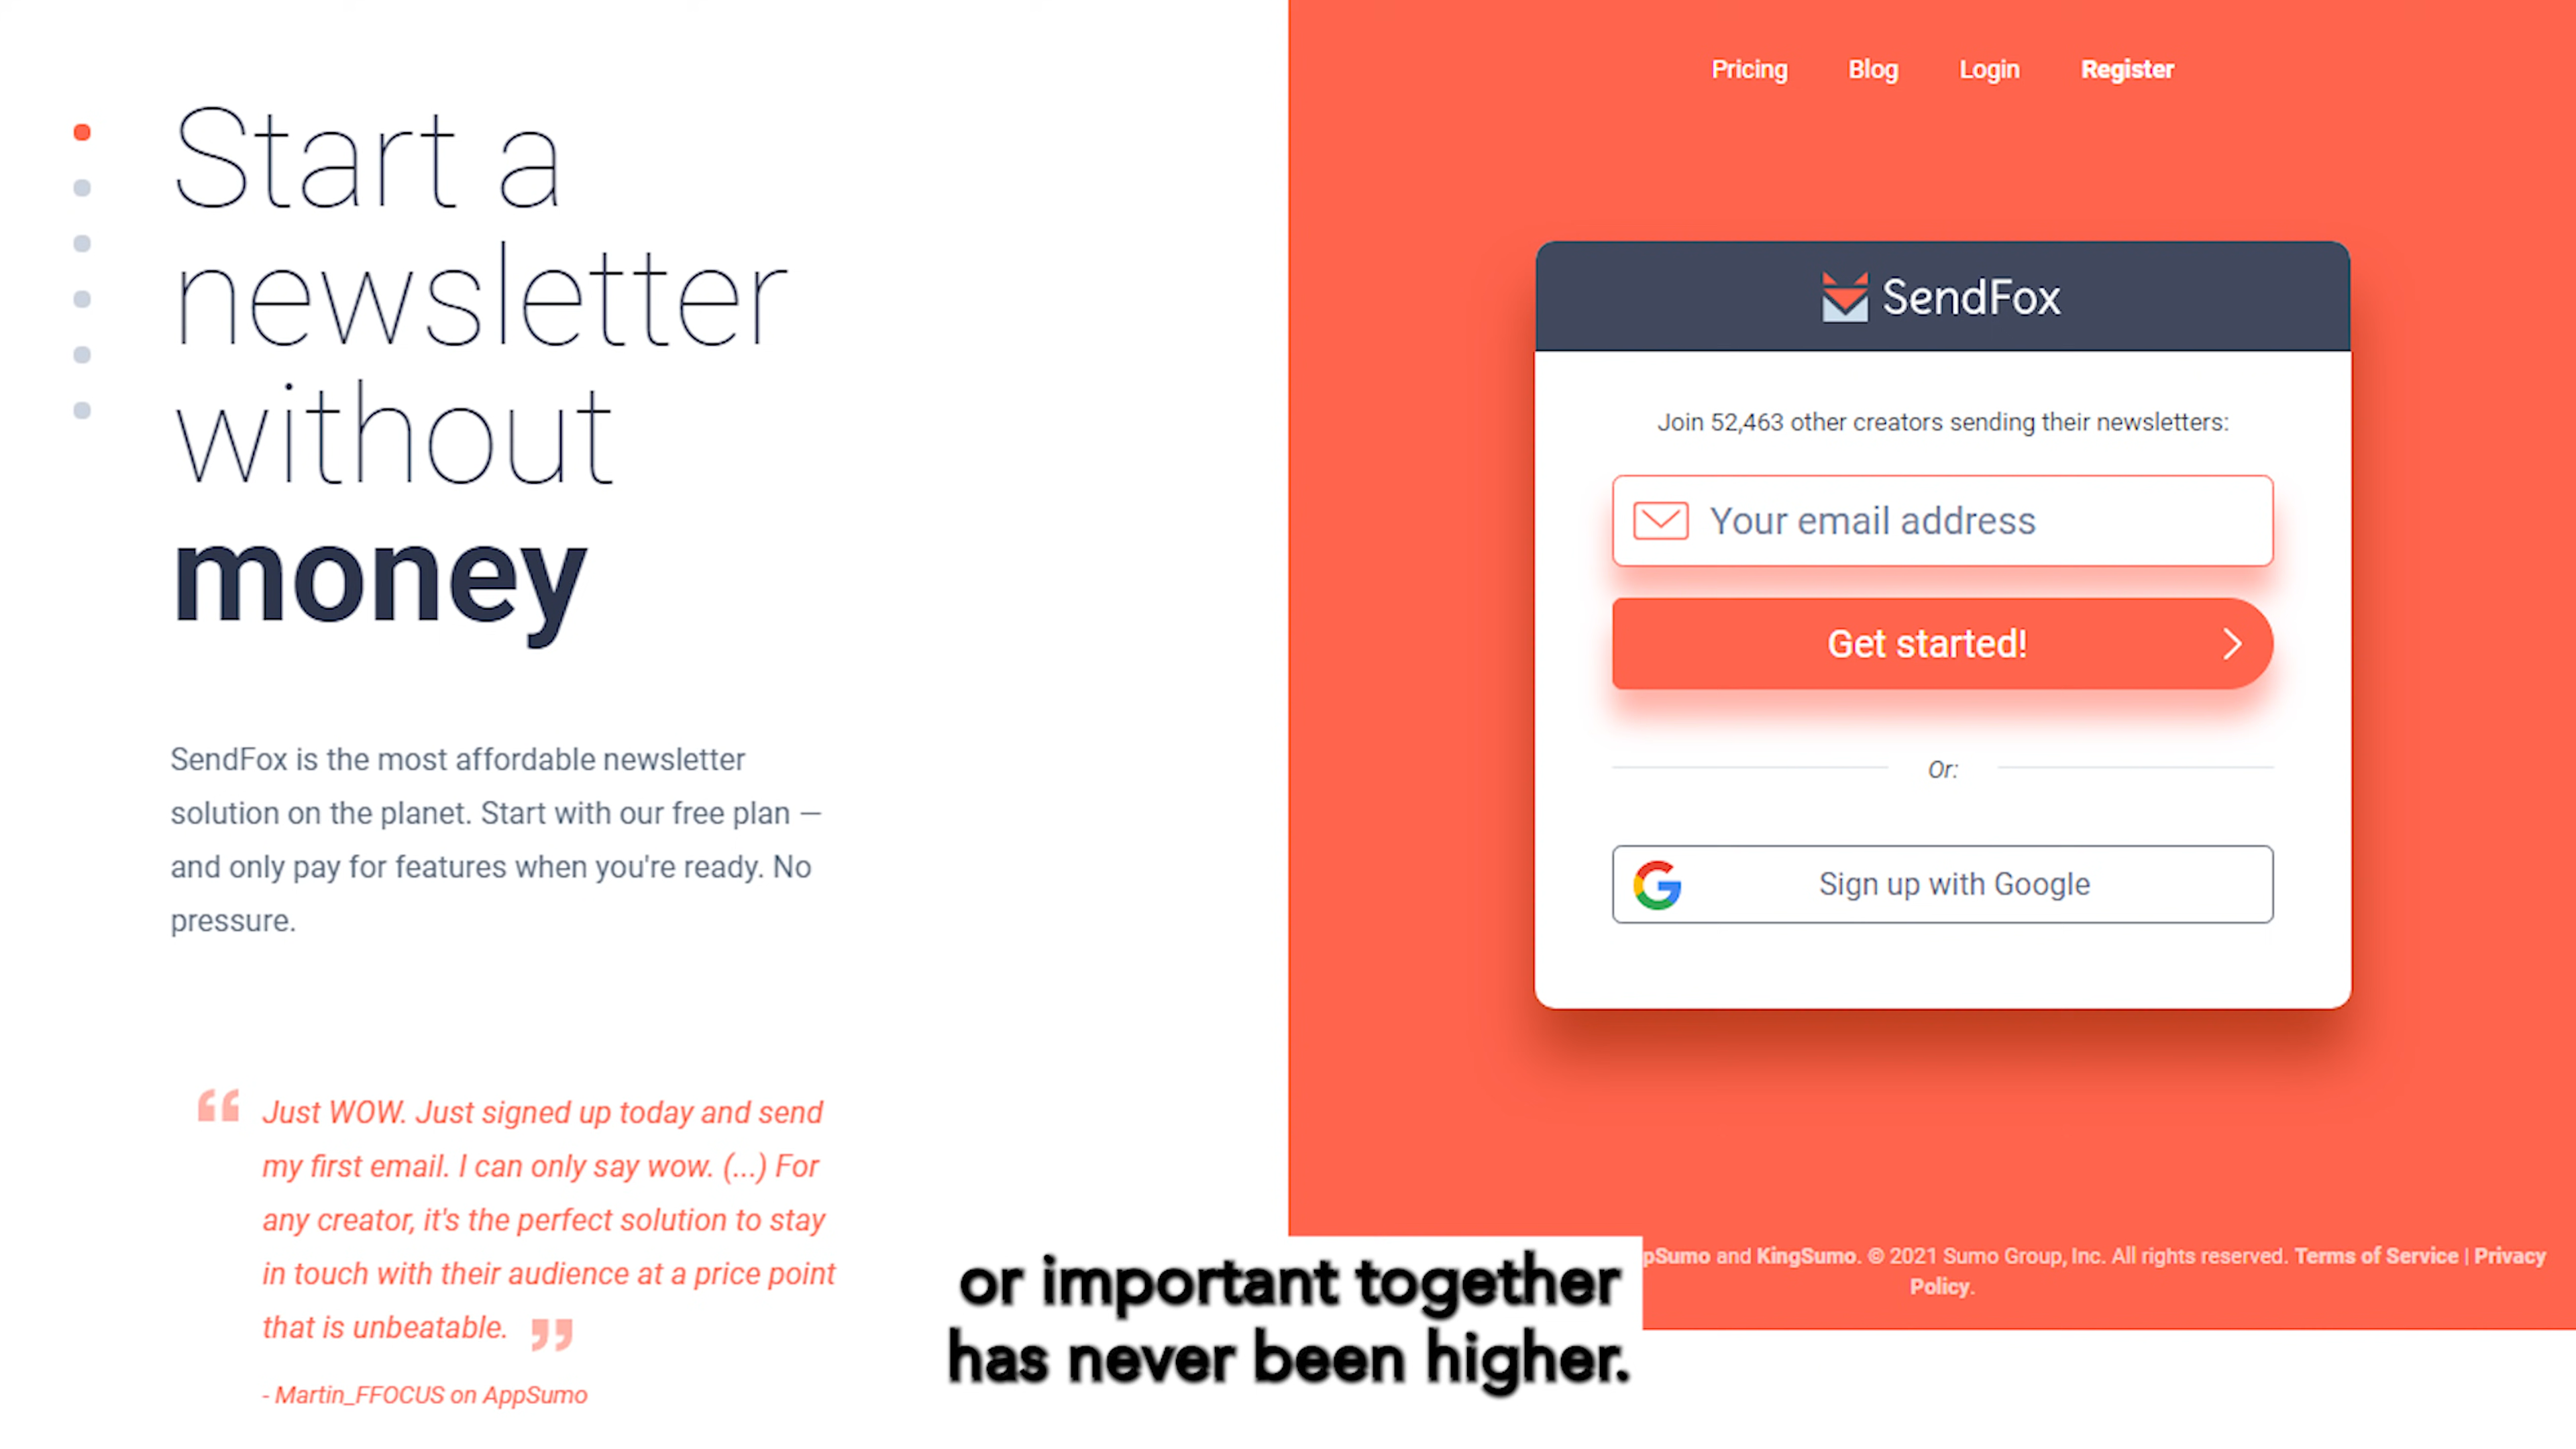 Start a
newsletter
without
money
SendFox is the most affordable newsletter
solution on the planet. Start with our free plan —
and only pay for features when you're ready. No
pressure.
“ Just WOW. Just signed up today and send
my first email. I can only say wow. (...) For
any creator, it's the perfect solution to stay
in touch with their audience at a price point
that is unbeatable. ”
- Martin_FFOCUS on AppSumo
Pricing Blog Login Register
SendFox
Join 52,463 other creators sending their newsletters:
Your email address
Get started!
Or:
Sign up with Google
pSumo and KingSumo. © 2021 Sumo Group, Inc. All rights reserved. Terms of Service | Privacy
Policy.
or important together
has never been higher.